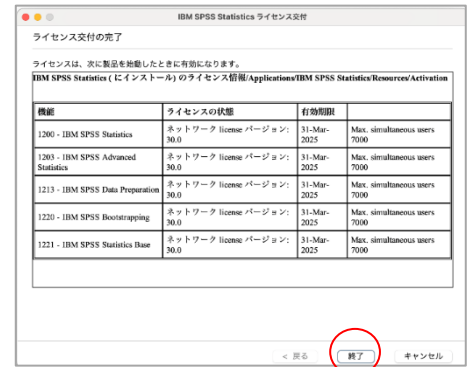 IBM SPSS Statistics ライセンス交付
ライセンス交付の完了
ライセンスは、次に製品を始動したときに有効になります。
IBM SPSS Statistics ( にインストール) のライセンス情報/Applications/IBM SPSS Statistics/Resources/Activation
機能 ライセンスの状態 有効期限
1200 - IBM SPSS Statistics ネットワーク license バージョン: 30.0 31-Mar-2025 Max. simultaneous users 7000
1203 - IBM SPSS Advanced Statistics ネットワーク license バージョン: 30.0 31-Mar-2025 Max. simultaneous users 7000
1213 - IBM SPSS Data Preparation ネットワーク license バージョン: 30.0 31-Mar-2025 Max. simultaneous users 7000
1220 - IBM SPSS Bootstrapping ネットワーク license バージョン: 30.0 31-Mar-2025 Max. simultaneous users 7000
1221 - IBM SPSS Statistics Base ネットワーク license バージョン: 30.0 31-Mar-2025 Max. simultaneous users 7000
< 戻る 終了 キャンセル